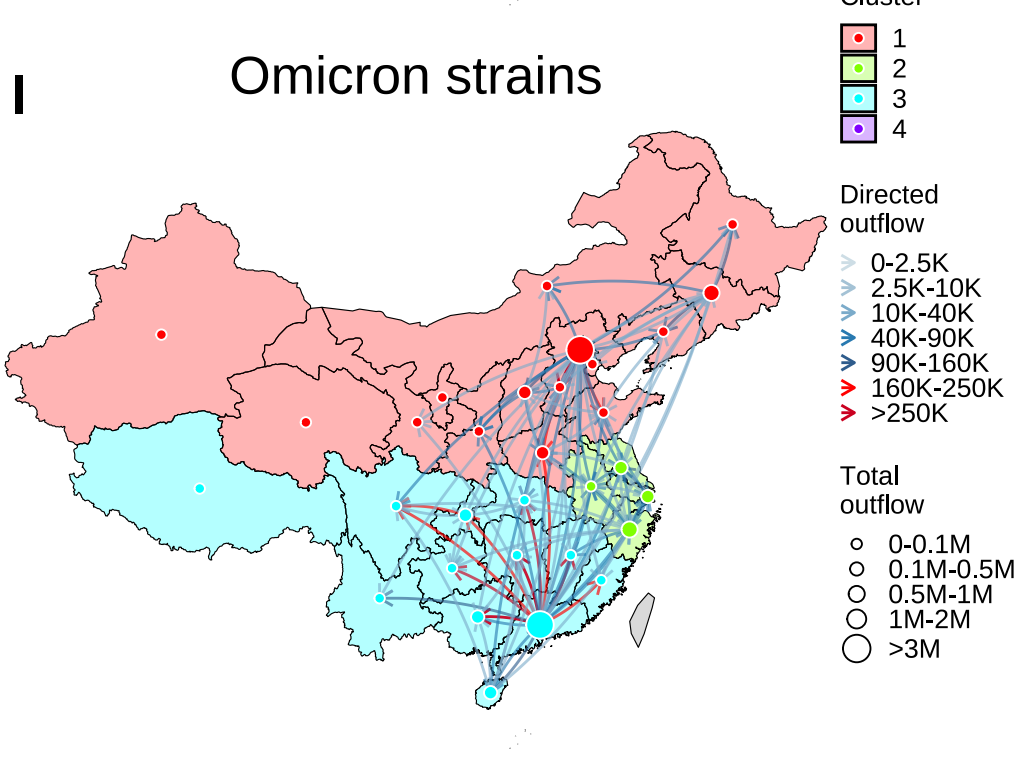 Cluster
1
2
3
4
I
Omicron strains
Directed
outflow
0-2.5K
2.5K-10K
10K-40K
40K-90K
90K-160K
160K-250K
>250K
Total
outflow
0-0.1M
0.1M-0.5M
0.5M-1M
1M-2M
>3M